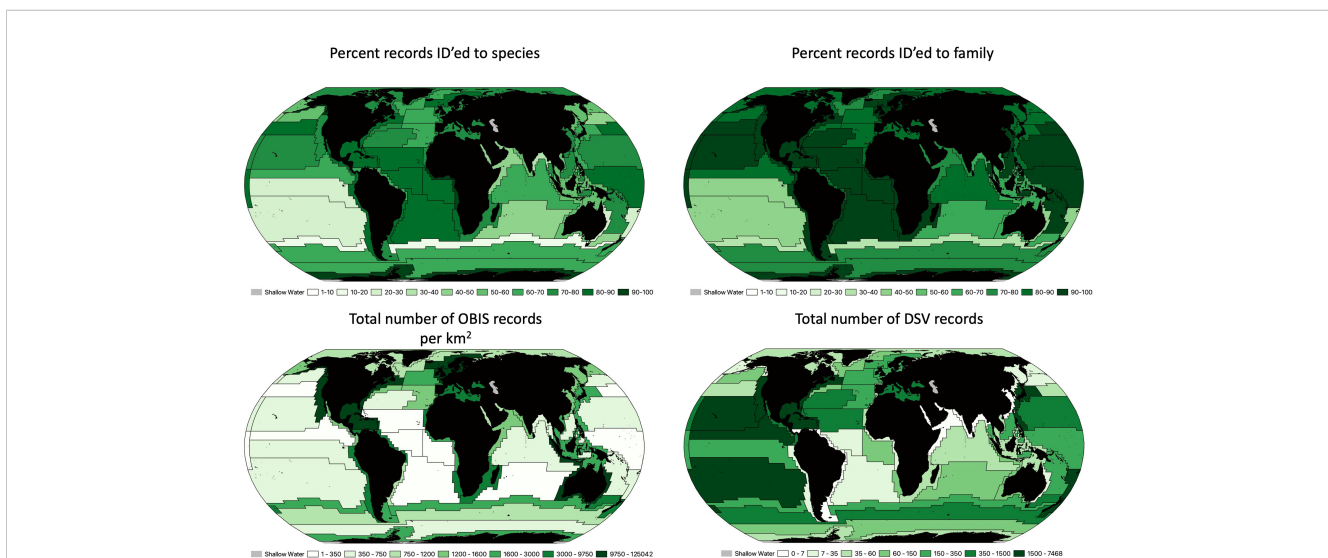 Percent records ID'ed to species
Percent records ID'ed to family
Shallow Water 1-10 10-20 20-30 30-40 40-50 50-60 60-70 70-80 80-90 90-100
Shallow Water 1-10 10-20 20-30 30-40 40-50 50-60 60-70 70-80 80-90 90-100
Total number of OBIS records
per km²
Total number of DSV records
Shallow Water 1 - 350 350 - 750 750-1200 1200-1600 1600 - 3000 3000 - 9750 9750 - 125042
Shallow Water 0 - 7 7 - 35 35 - 60 60 - 150 150 - 350 350 - 1500 1500 - 7468